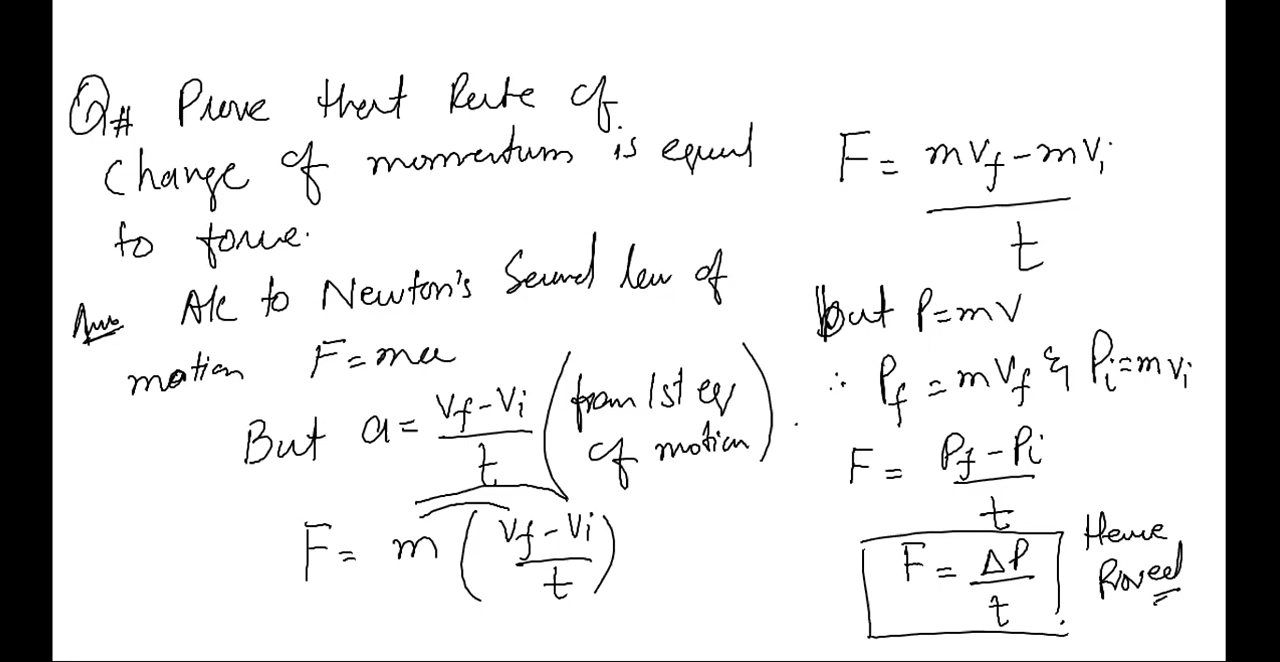 Q# Prove that Rate of
change of momentum is equal
to force.
Ans A/c to Newton's Second law of
motion F = ma
But a = (Vf - Vi)/t (from 1st eq of motion).
F = m ((Vf - Vi)/t)
F = (mVf - mVi)/t
but P = mV
∴ Pf = mVf & Pi = mVi
F = (Pf - Pi)/t
F = ΔP/t Hence Proved